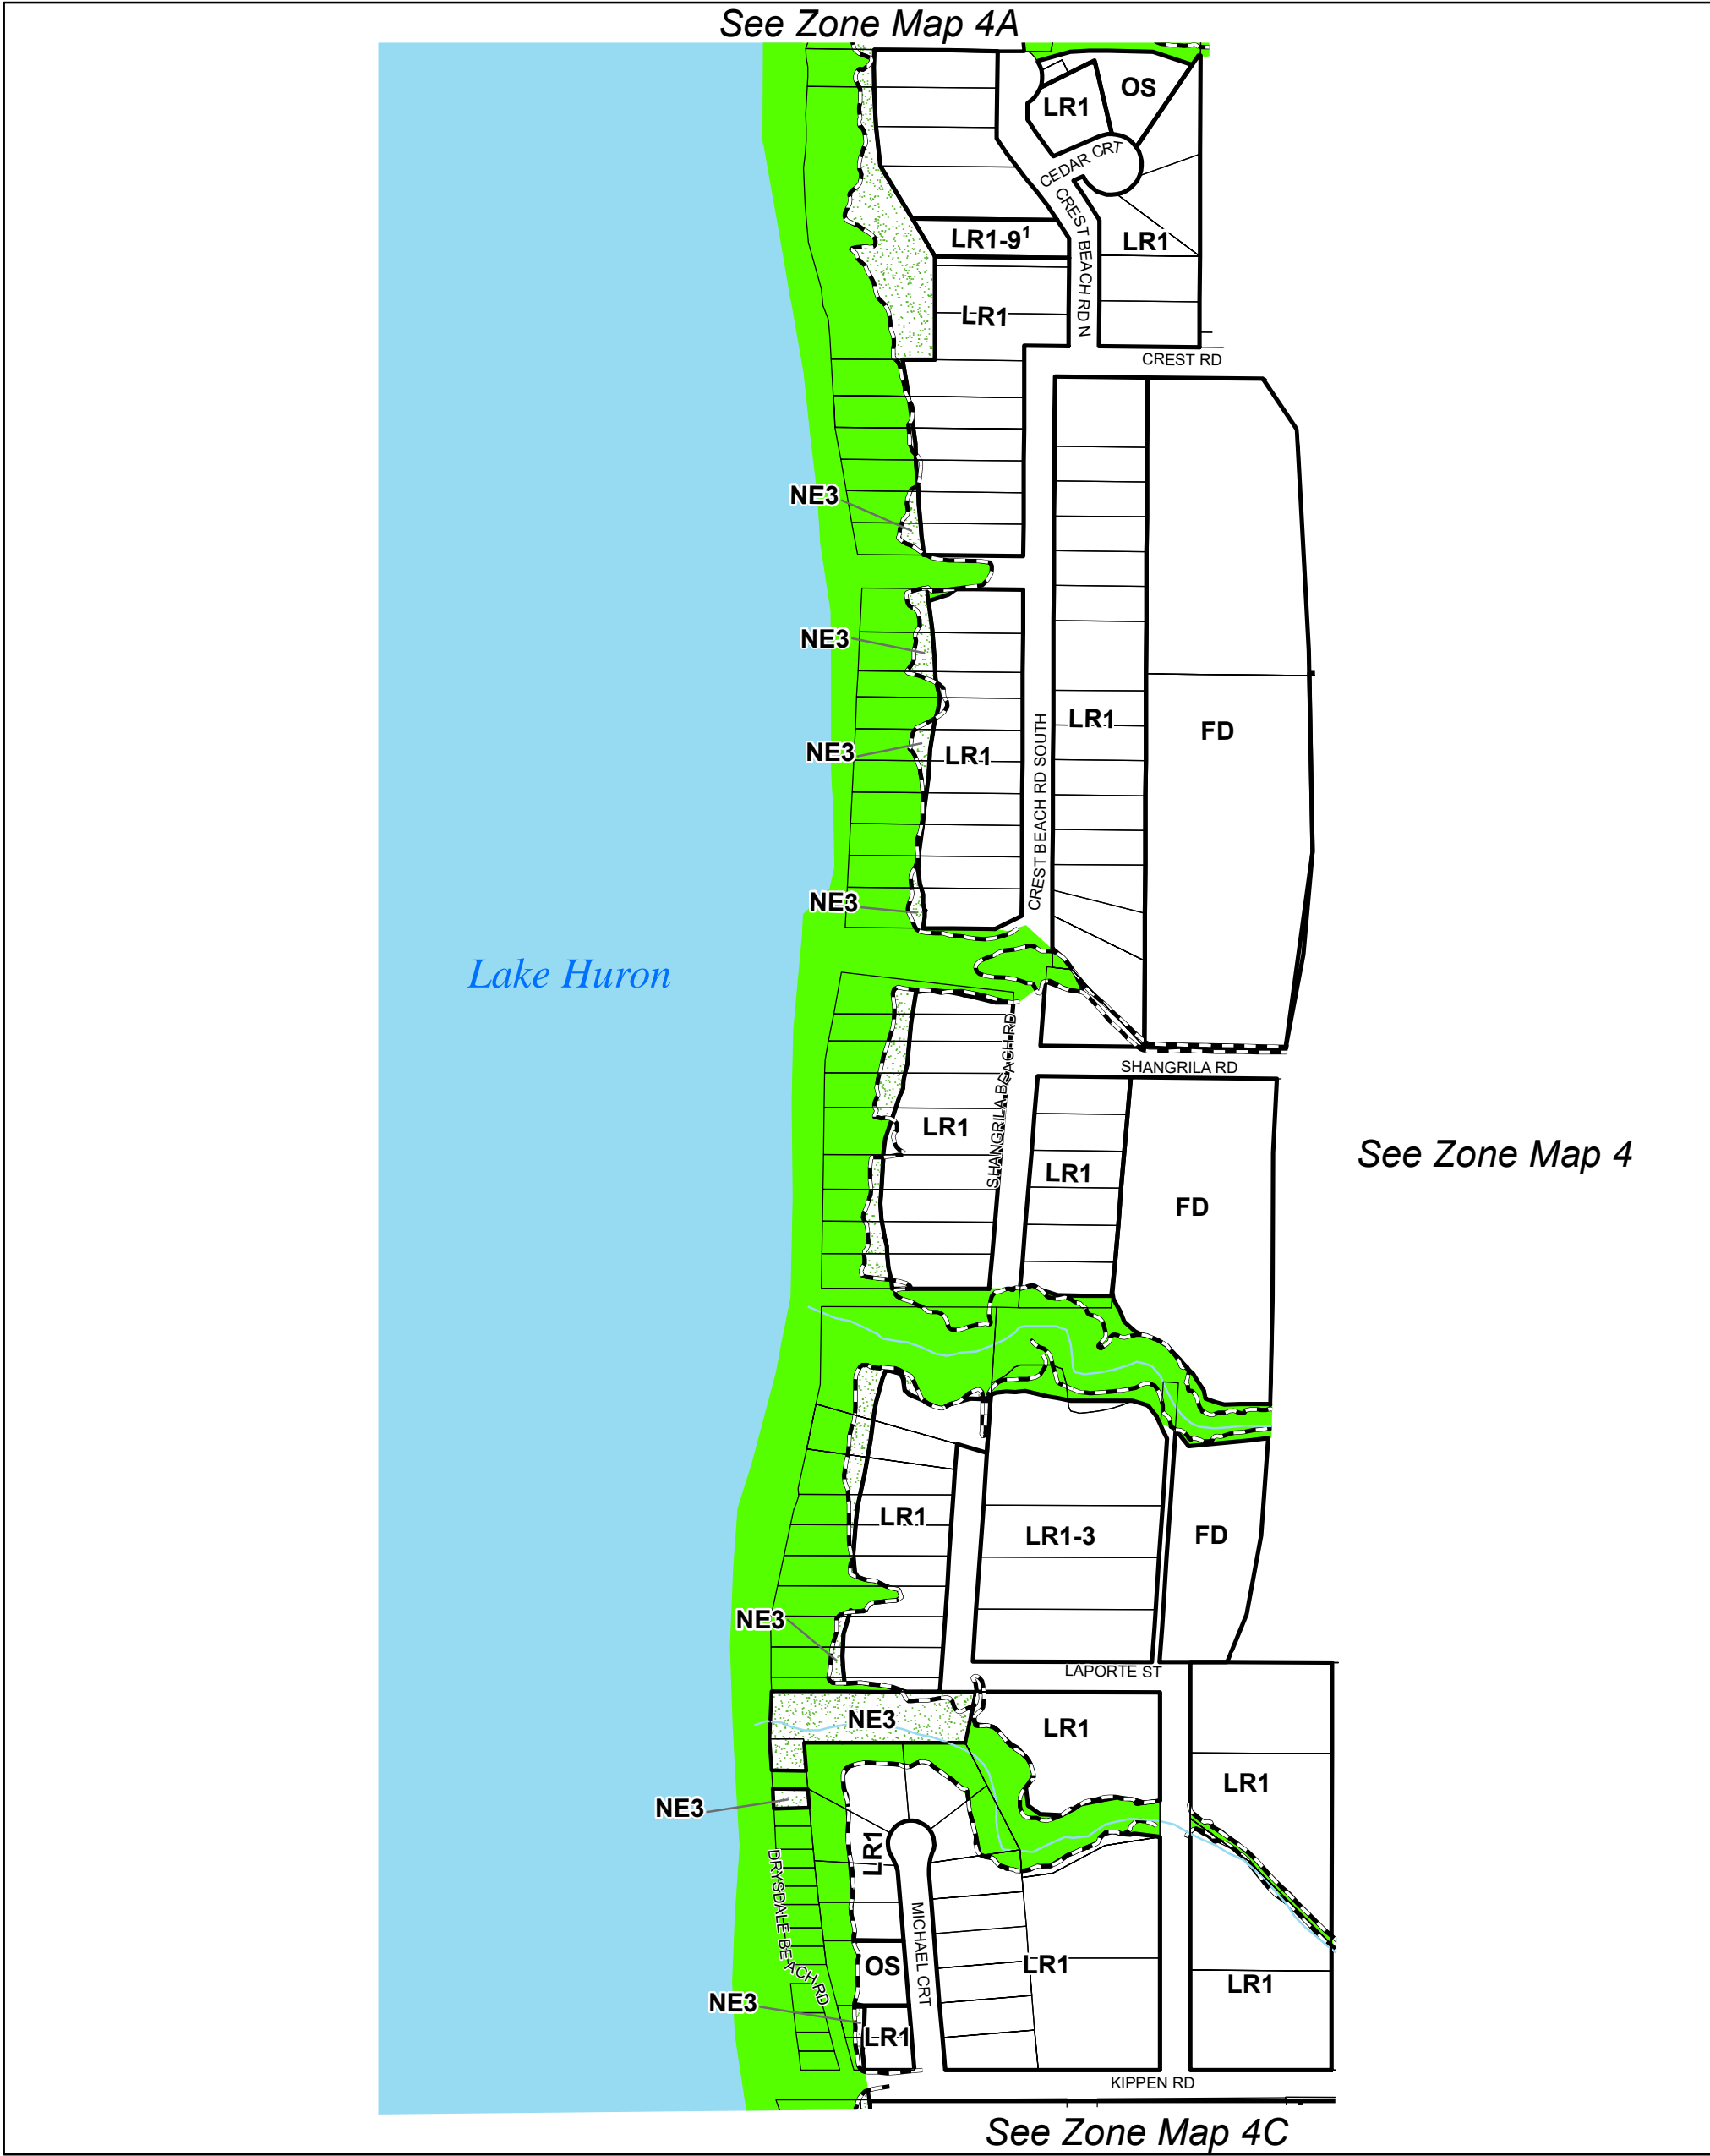 See Zone Map 4A
OS
LR1
CEDAR CRT
CREST BEACH RD N
LR1-9¹
LR1
LR1
CREST RD
NE3
NE3
LR1
FD
NE3
LR1
CREST BEACH RD SOUTH
NE3
Lake Huron
SHANGRILA RD
SHANGRILA BEACH RD
LR1
See Zone Map 4
LR1
FD
LR1
LR1-3
FD
NE3
LAPORTE ST
NE3
LR1
LR1
NE3
LR1
DRYSDALE BEACH RD
MICHAEL CRT
OS
LR1
LR1
NE3
LR1
KIPPEN RD
See Zone Map 4C